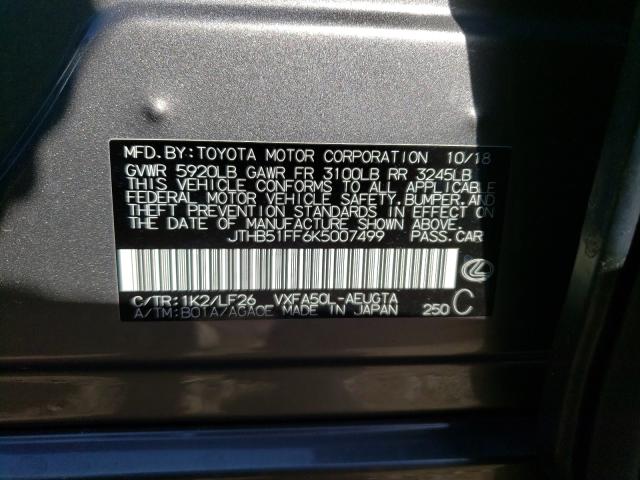 MFD. BY: TOYOTA MOTOR CORPORATION 10/18
GVWR 5920LB GAWR FR 3100LB RR 3245LB
THIS VEHICLE CONFORMS TO ALL APPLICABLE
FEDERAL MOTOR VEHICLE SAFETY, BUMPER, AND
THEFT PREVENTION STANDARDS IN EFFECT ON
THE DATE OF MANUFACTURE SHOWN ABOVE.
JTHB51FF6K5007499 PASS. CAR
C/TR: 1K2/LF26 VXFA50L-AEUGTA
A/TM: B01A/AGA0E MADE IN JAPAN 250 C